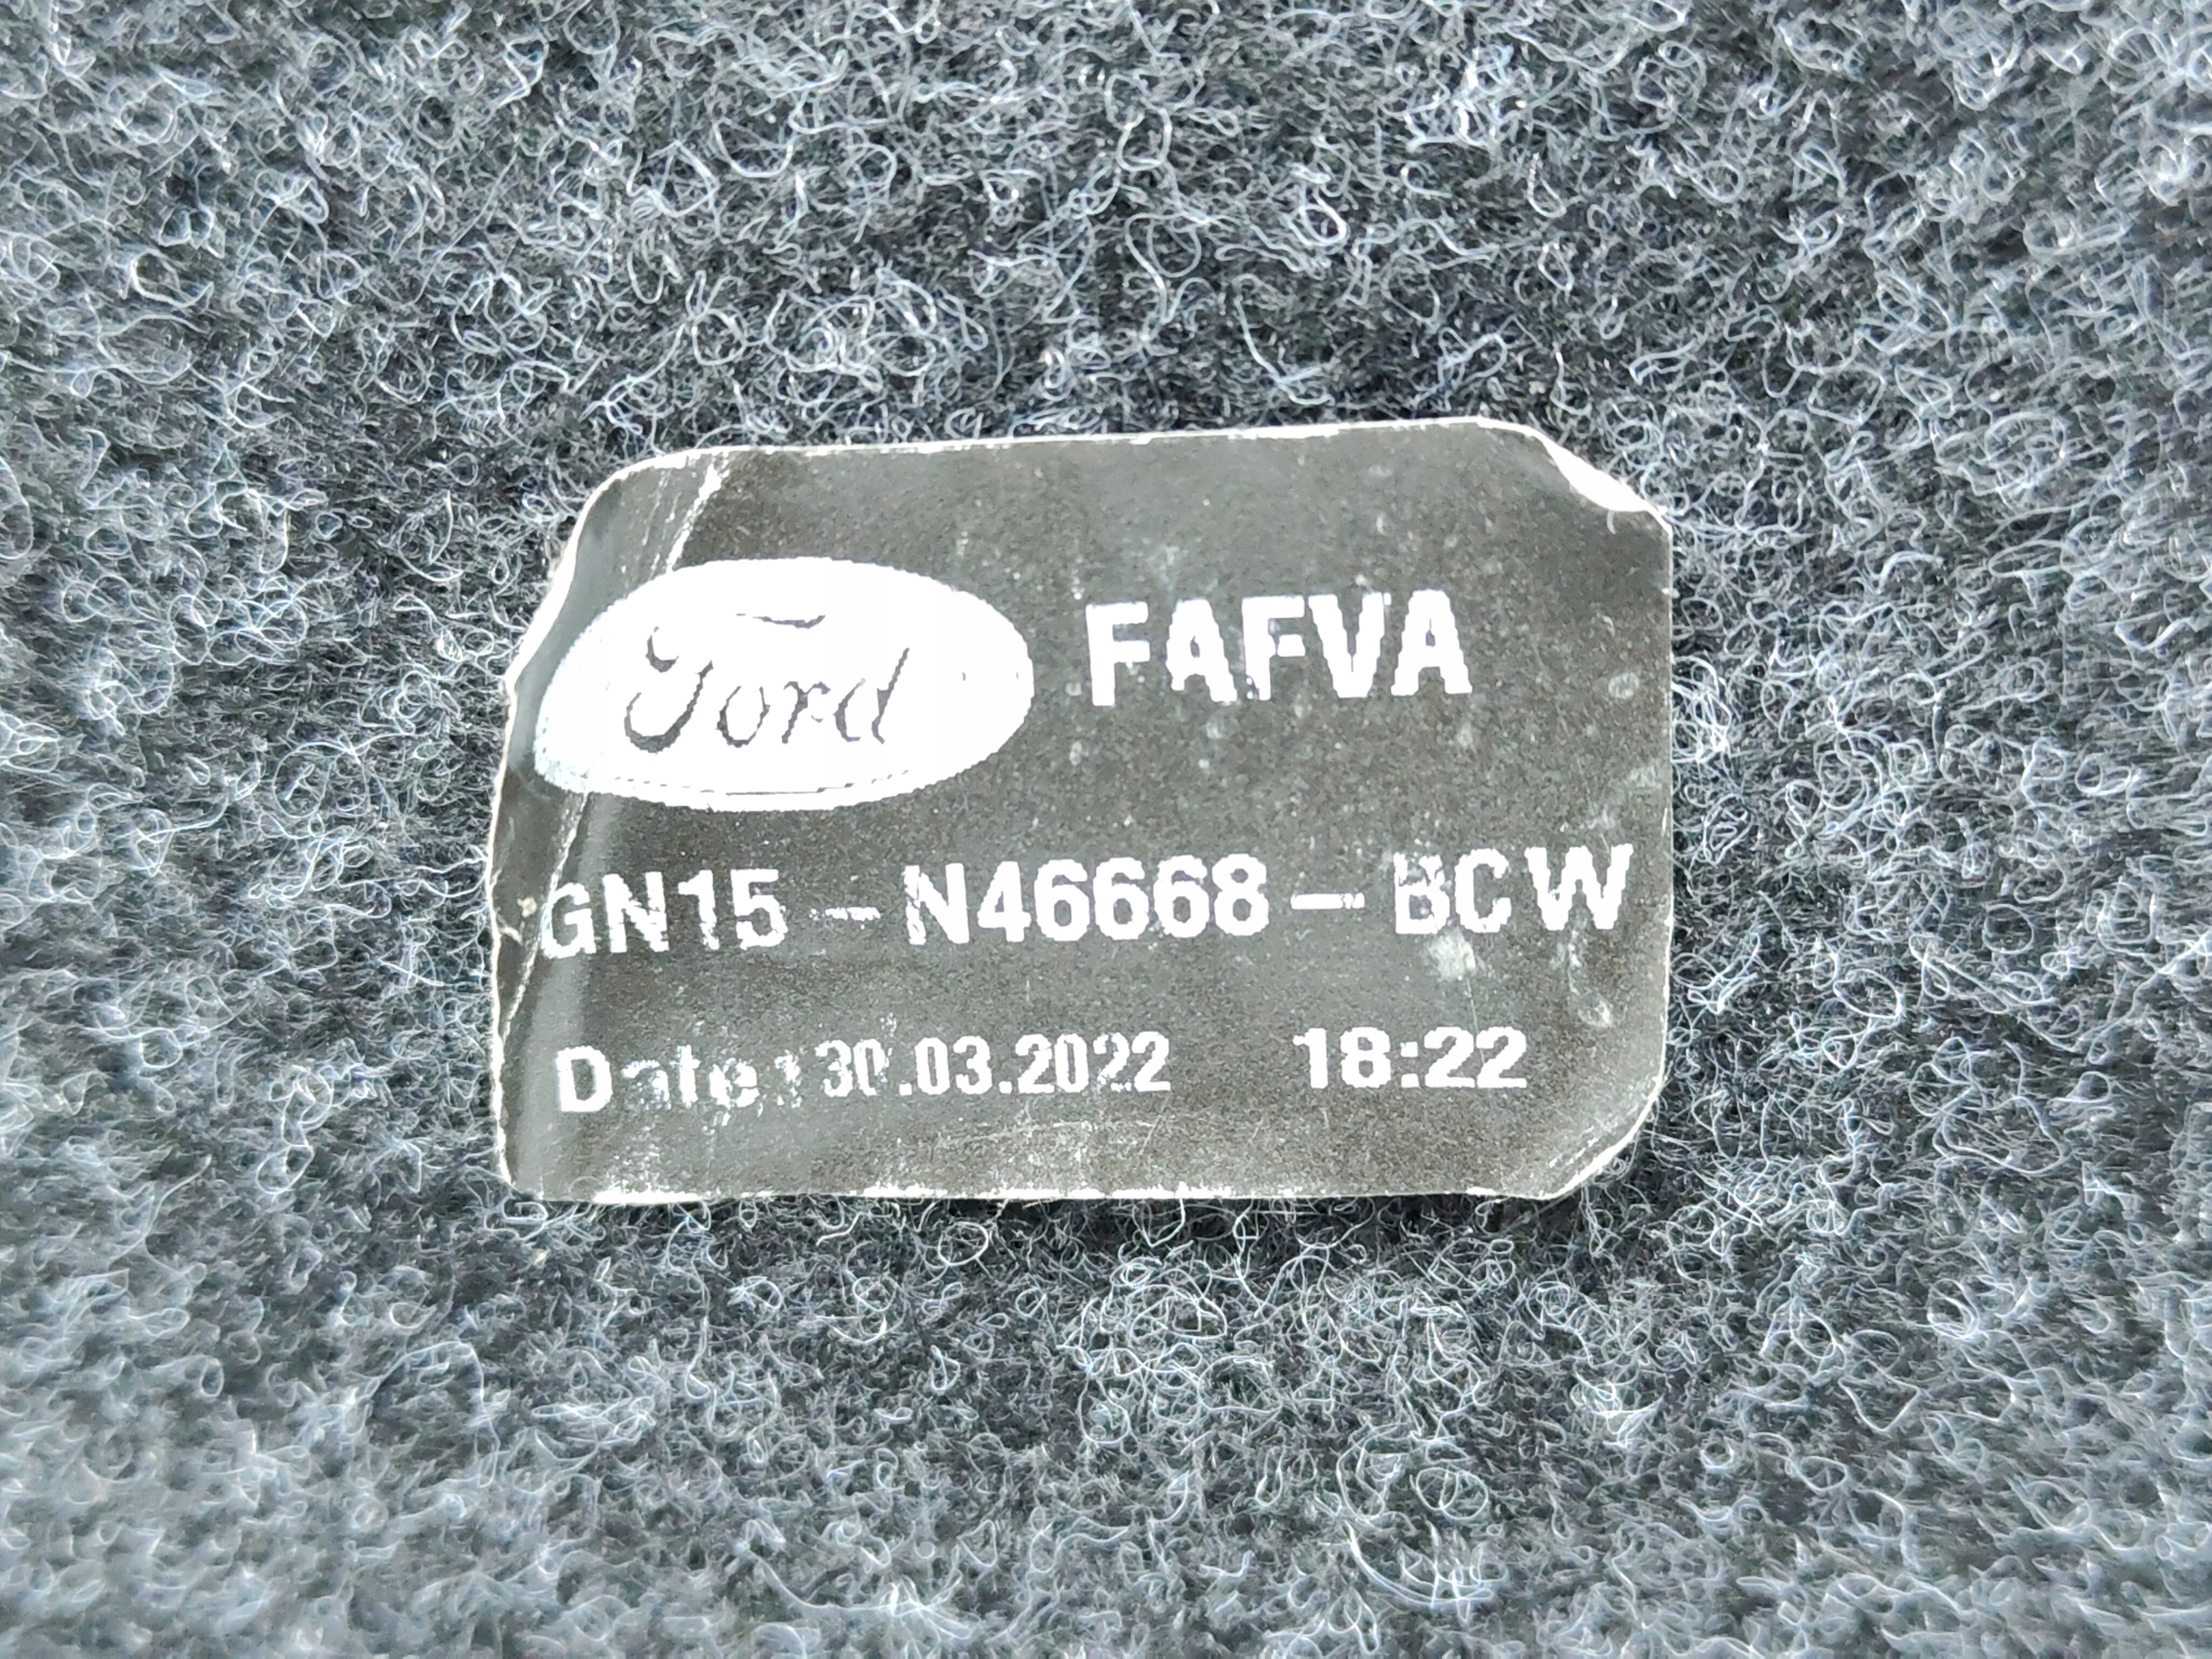 Ford FAFVA
GN15 - N46668 - BCW
Date: 30.03.2022 18:22